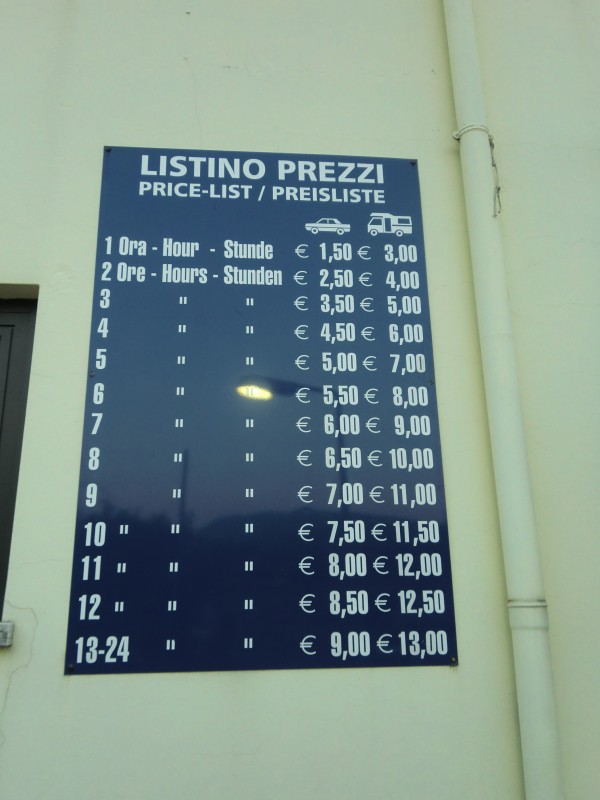 LISTINO PREZZI
PRICE-LIST / PREISLISTE
1 Ora - Hour - Stunde € 1,50 € 3,00
2 Ore - Hours - Stunden € 2,50 € 4,00
3 " " € 3,50 € 5,00
4 " " € 4,50 € 6,00
5 " " € 5,00 € 7,00
6 " " € 5,50 € 8,00
7 " " € 6,00 € 9,00
8 " " € 6,50 € 10,00
9 " " € 7,00 € 11,00
10 " " " € 7,50 € 11,50
11 " " " € 8,00 € 12,00
12 " " " € 8,50 € 12,50
13-24 " " € 9,00 € 13,00